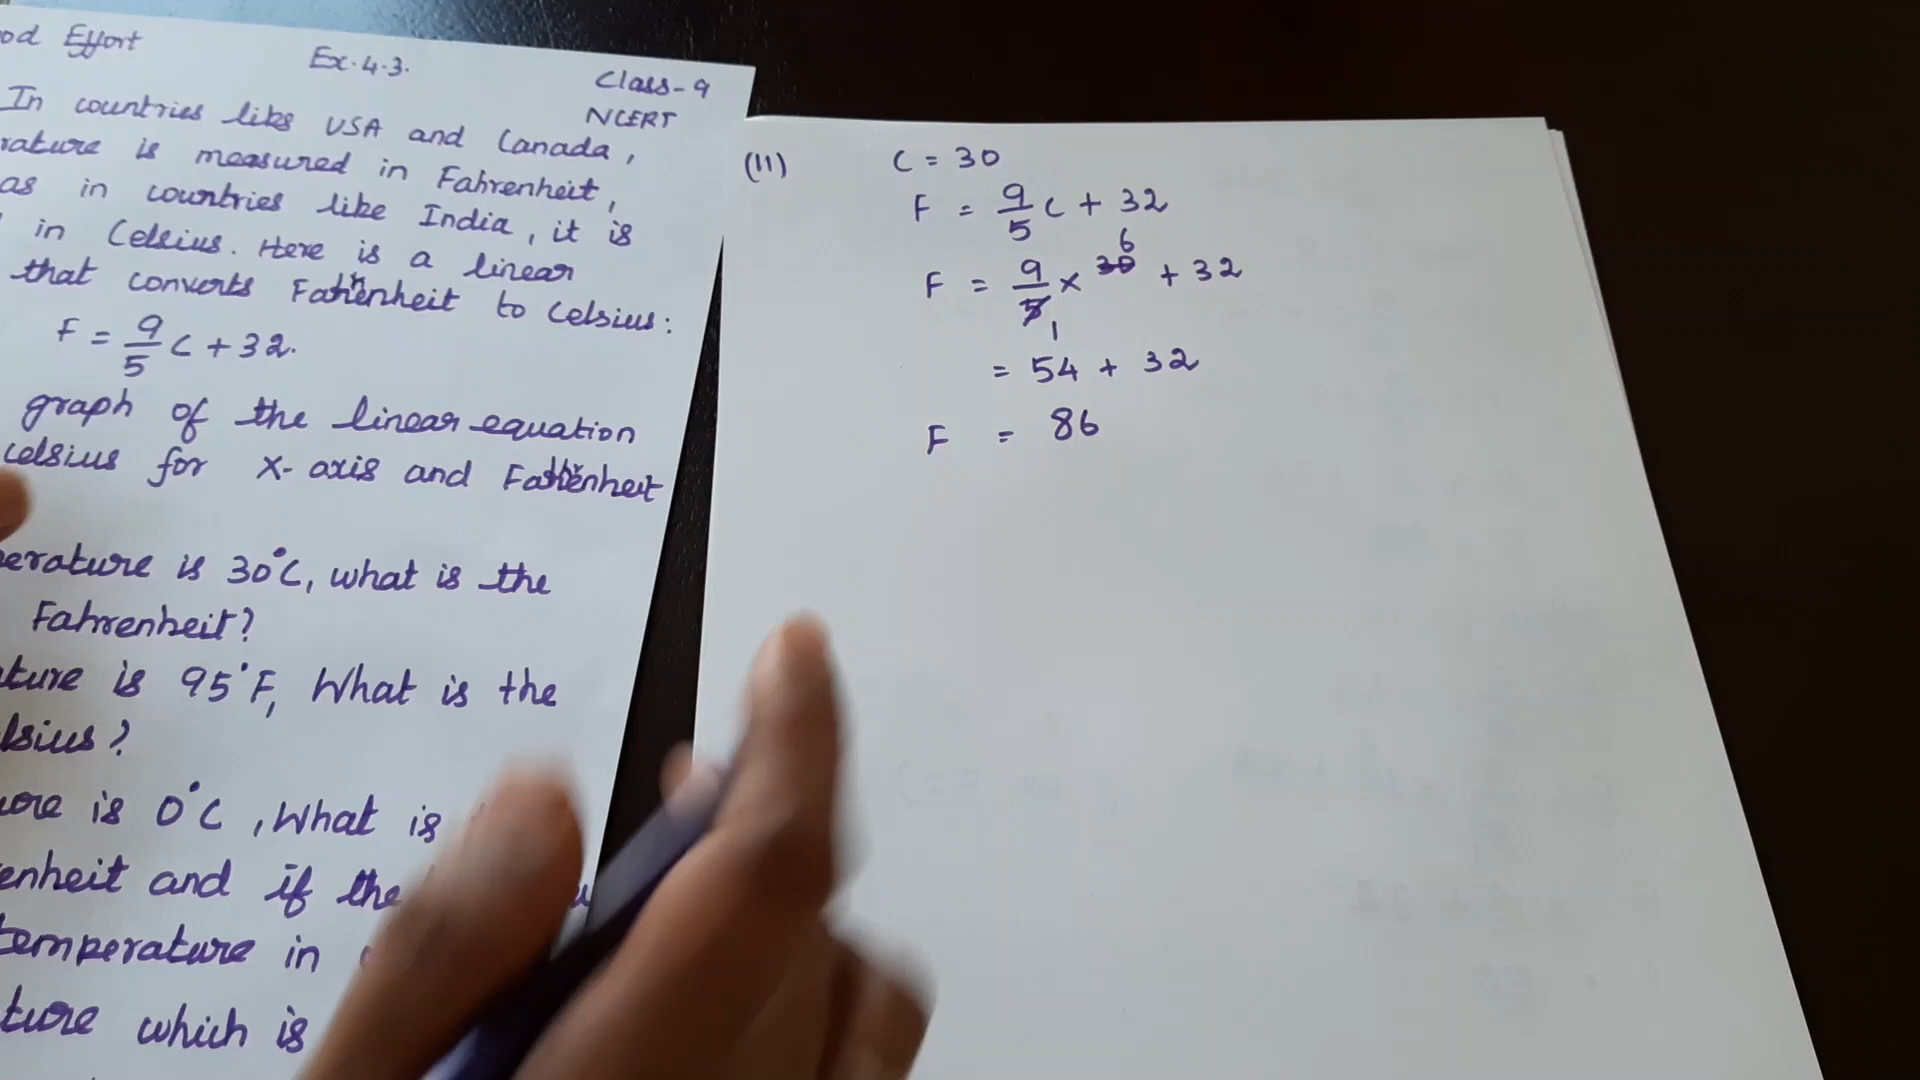 od Effort
Ex. 4.3.
Class-9
NCERT
In countries like USA and Canada,
rature is measured in Fahrenheit,
as in countries like India, it is
in Celsius. Here is a linear
that converts Fahrenheit to Celsius:
F = 9/5 C + 32.
graph of the linear equation
celsius for X-axis and Fahrenheit
perature is 30°C, what is the
Fahrenheit?
ature is 95°F, What is the
lsius?
ure is 0°C, What is
enheit and if the
temperature in
ture which is
(11) C = 30
F = 9/5 C + 32
6
F = 9/5 × 30 + 32
1
= 54 + 32
F = 86